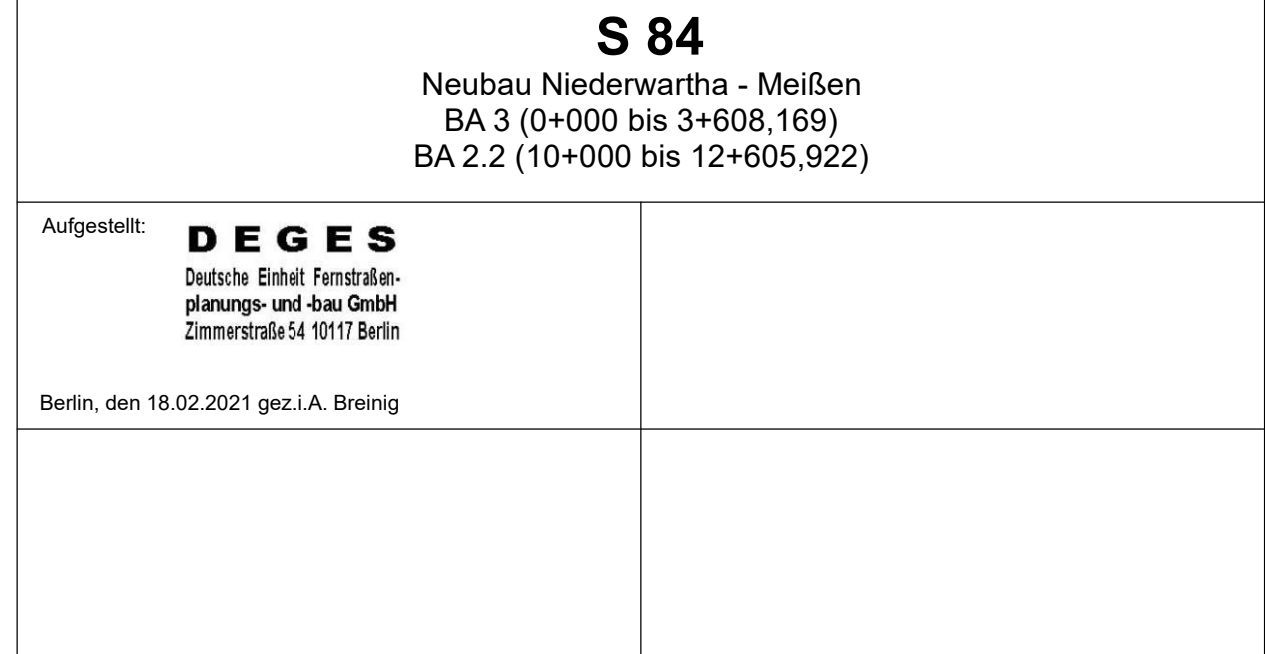 S 84
Neubau Niederwartha - Meißen
BA 3 (0+000 bis 3+608,169)
BA 2.2 (10+000 bis 12+605,922)
Aufgestellt:
DEGES
Deutsche Einheit Fernstraßen-
planungs- und -bau GmbH
Zimmerstraße 54 10117 Berlin
Berlin, den 18.02.2021 gez.i.A. Breinig